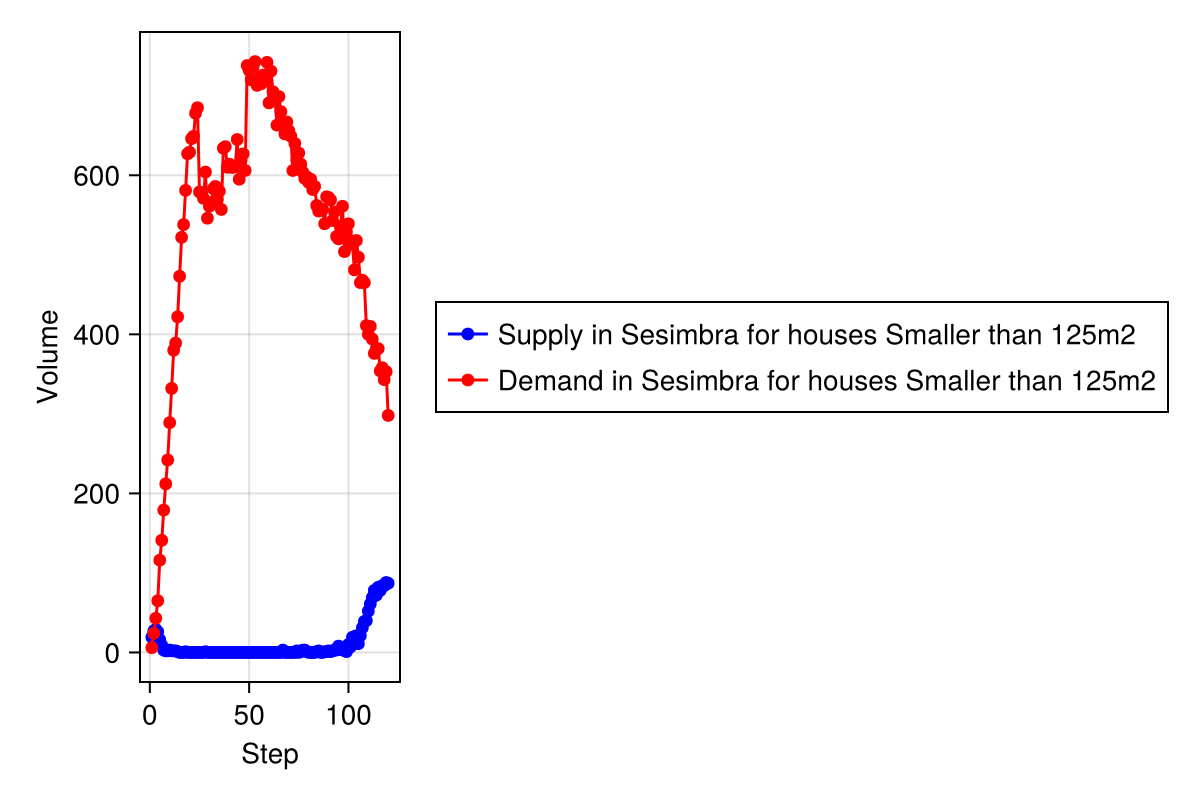 Volume
600
400
200
0
0 50 100
Step
Supply in Sesimbra for houses Smaller than 125m2
Demand in Sesimbra for houses Smaller than 125m2